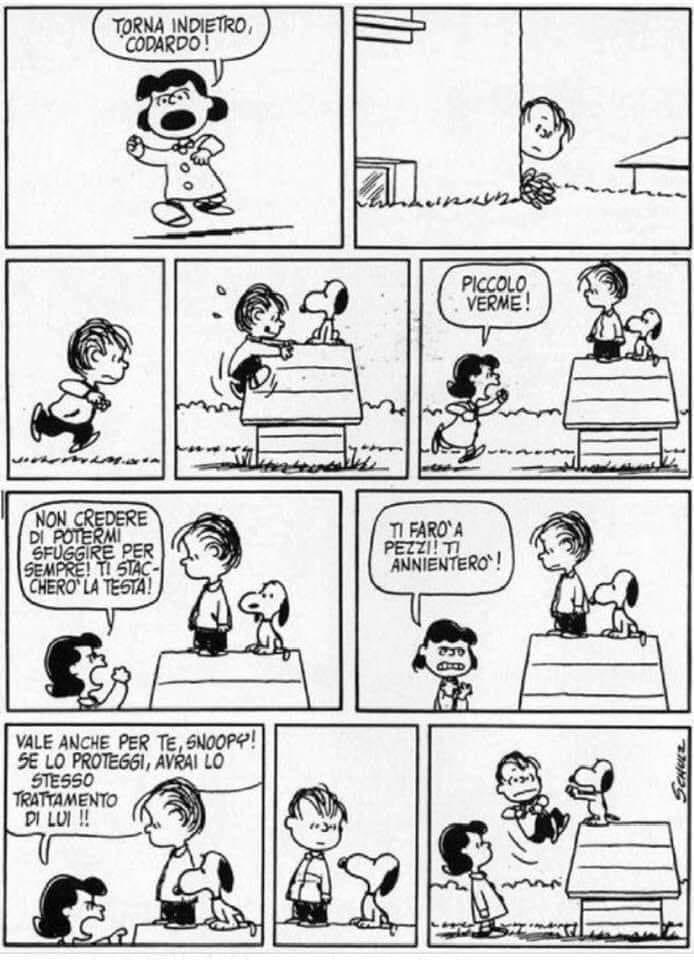 TORNA INDIETRO,
CODARDO!
PICCOLO
VERME!
NON CREDERE
DI POTERMI
SFUGGIRE PER
SEMPRE! TI STAC-
CHERO' LA TESTA!
TI FARO' A
PEZZI! TI
ANNIENTERO'!
VALE ANCHE PER TE, SNOOPY!
SE LO PROTEGGI, AVRAI LO
STESSO
TRATTAMENTO
DI LUI!!
SCHULZ